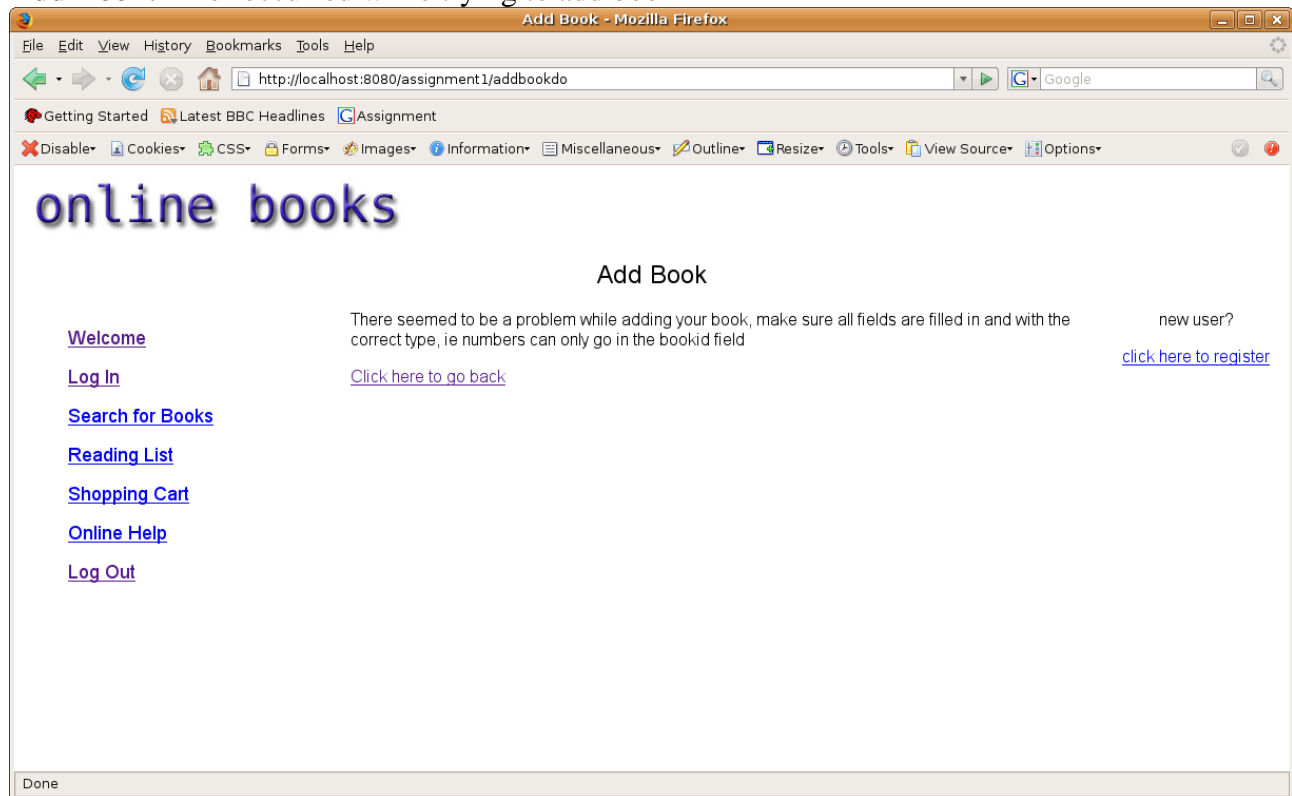 Add Book - Mozilla Firefox
File Edit View History Bookmarks Tools Help
http://localhost:8080/assignment1/addbookdo
G Google
Getting Started Latest BBC Headlines G Assignment
Disable Cookies CSS Forms Images Information Miscellaneous Outline Resize Tools View Source Options
online books
Add Book
Welcome
Log In
Search for Books
Reading List
Shopping Cart
Online Help
Log Out
There seemed to be a problem while adding your book, make sure all fields are filled in and with the
correct type, ie numbers can only go in the bookid field
Click here to go back
new user?
click here to register
Done